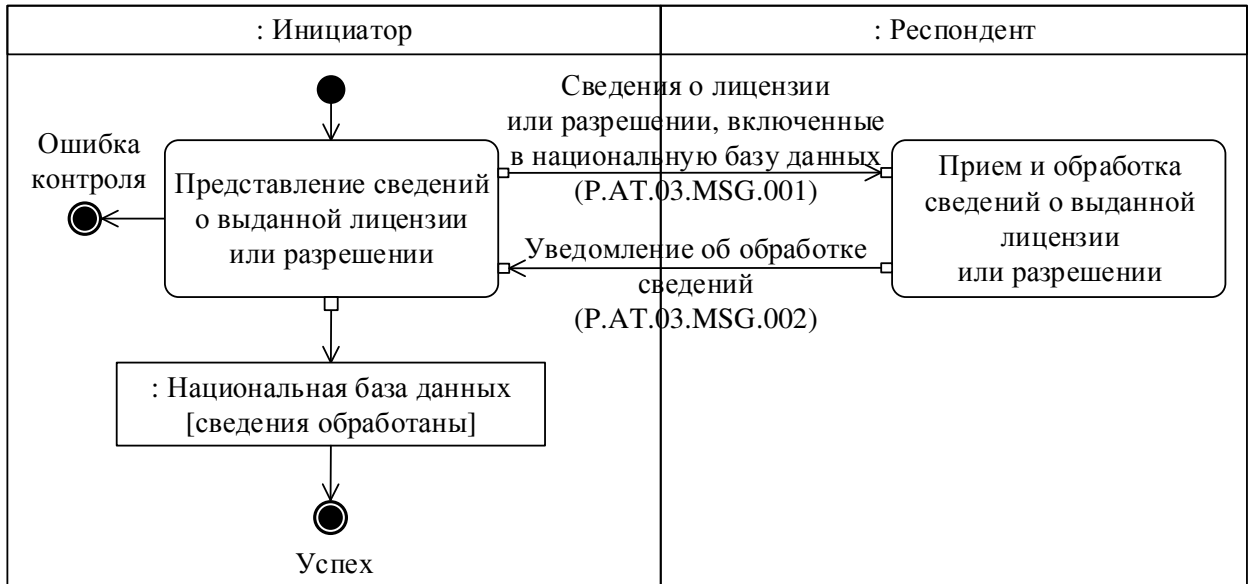 : Инициатор
: Респондент
Ошибка
контроля
Представление сведений
о выданной лицензии
или разрешении
Сведения о лицензии
или разрешении, включенные
в национальную базу данных
(P.AT.03.MSG.001)
Прием и обработка
сведений о выданной
лицензии
или разрешении
Уведомление об обработке
сведений
(P.AT.03.MSG.002)
: Национальная база данных
[сведения обработаны]
Успех